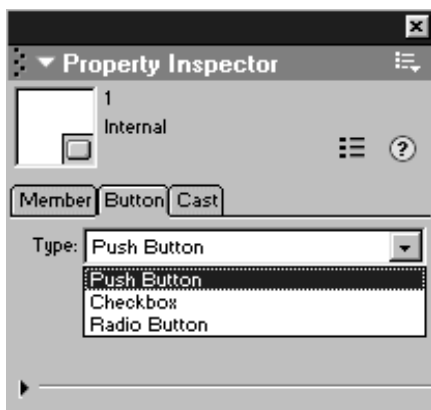 Property Inspector
1
Internal
?
Member Button Cast
Type: Push Button
Push Button
Checkbox
Radio Button